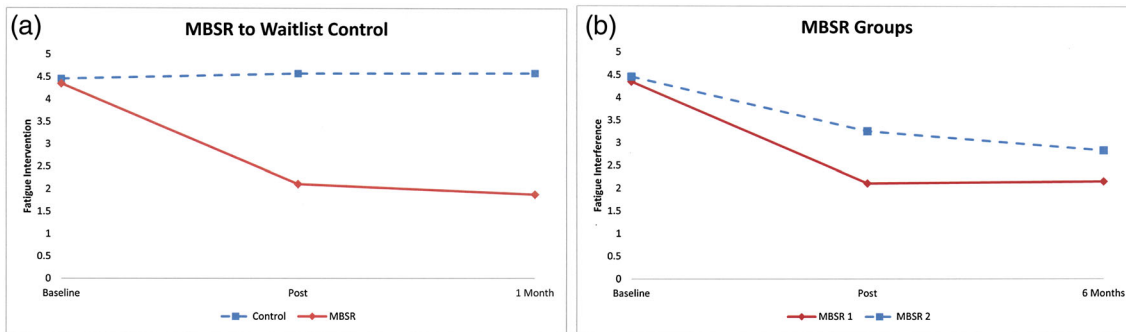 (a)
MBSR to Waitlist Control
Fatigue Intervention
5
4.5
4
3.5
3
2.5
2
1.5
1
0.5
0
Baseline
Post
1 Month
Control
MBSR
(b)
MBSR Groups
Fatigue Interference
5
4.5
4
3.5
3
2.5
2
1.5
1
0.5
0
Baseline
Post
6 Months
MBSR 1
MBSR 2